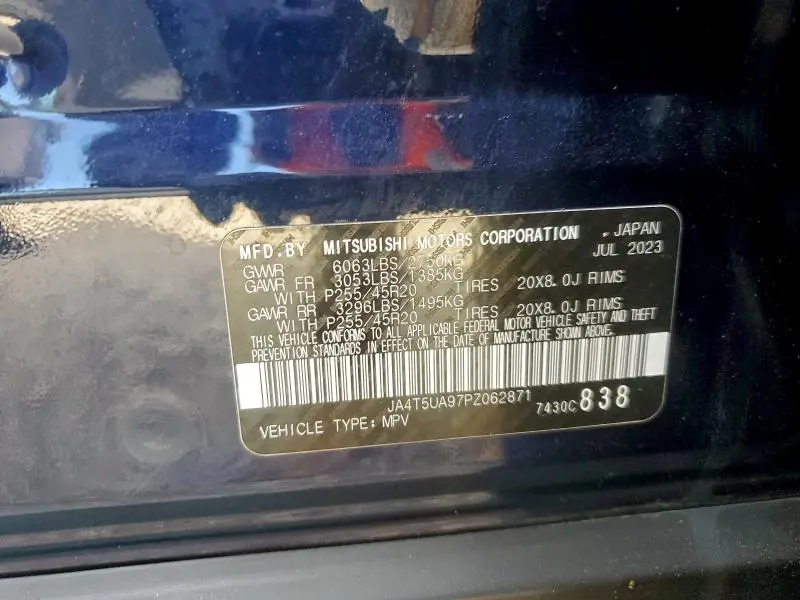 MFD.BY MITSUBISHI MOTORS CORPORATION . JAPAN
GVWR 6063LBS/2750KG JUL 2023
GAWR FR 3053LBS/1385KG
WITH P255/45R20 TIRES 20X8.0J RIMS
GAWR RR 3296LBS/1495KG
WITH P255/45R20 TIRES 20X8.0J RIMS
THIS VEHICLE CONFORMS TO ALL APPLICABLE FEDERAL MOTOR VEHICLE SAFETY AND THEFT
PREVENTION STANDARDS IN EFFECT ON THE DATE OF MANUFACTURE SHOWN ABOVE.
JA4T5UA97PZ062871 7430C 838
VEHICLE TYPE: MPV